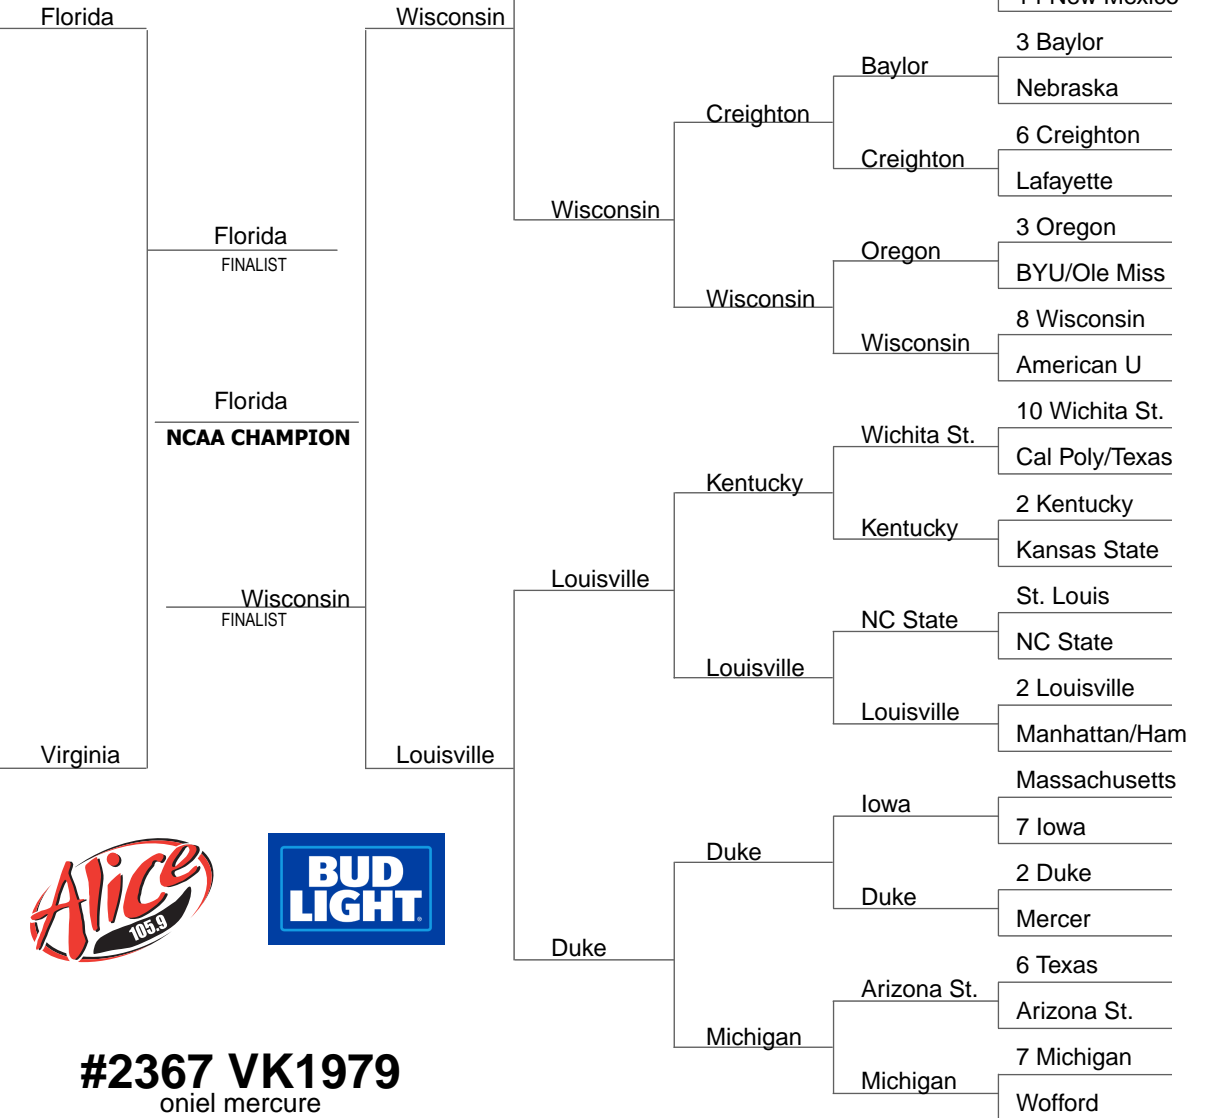 Florida
Virginia
Florida
FINALIST
Florida
NCAA CHAMPION
Wisconsin
FINALIST
Wisconsin
Louisville
Wisconsin
Louisville
Duke
Creighton
Wisconsin
Kentucky
Louisville
Duke
Michigan
Baylor
Creighton
Oregon
Wisconsin
Wichita St.
Kentucky
NC State
Louisville
Iowa
Duke
Arizona St.
Michigan
3 Baylor
Nebraska
6 Creighton
Lafayette
3 Oregon
BYU/Ole Miss
8 Wisconsin
American U
10 Wichita St.
Cal Poly/Texas
2 Kentucky
Kansas State
St. Louis
NC State
2 Louisville
Manhattan/Ham
Massachusetts
7 Iowa
2 Duke
Mercer
6 Texas
Arizona St.
7 Michigan
Wofford
Alice
105.9
BUD
LIGHT
#2367 VK1979
oniel mercure